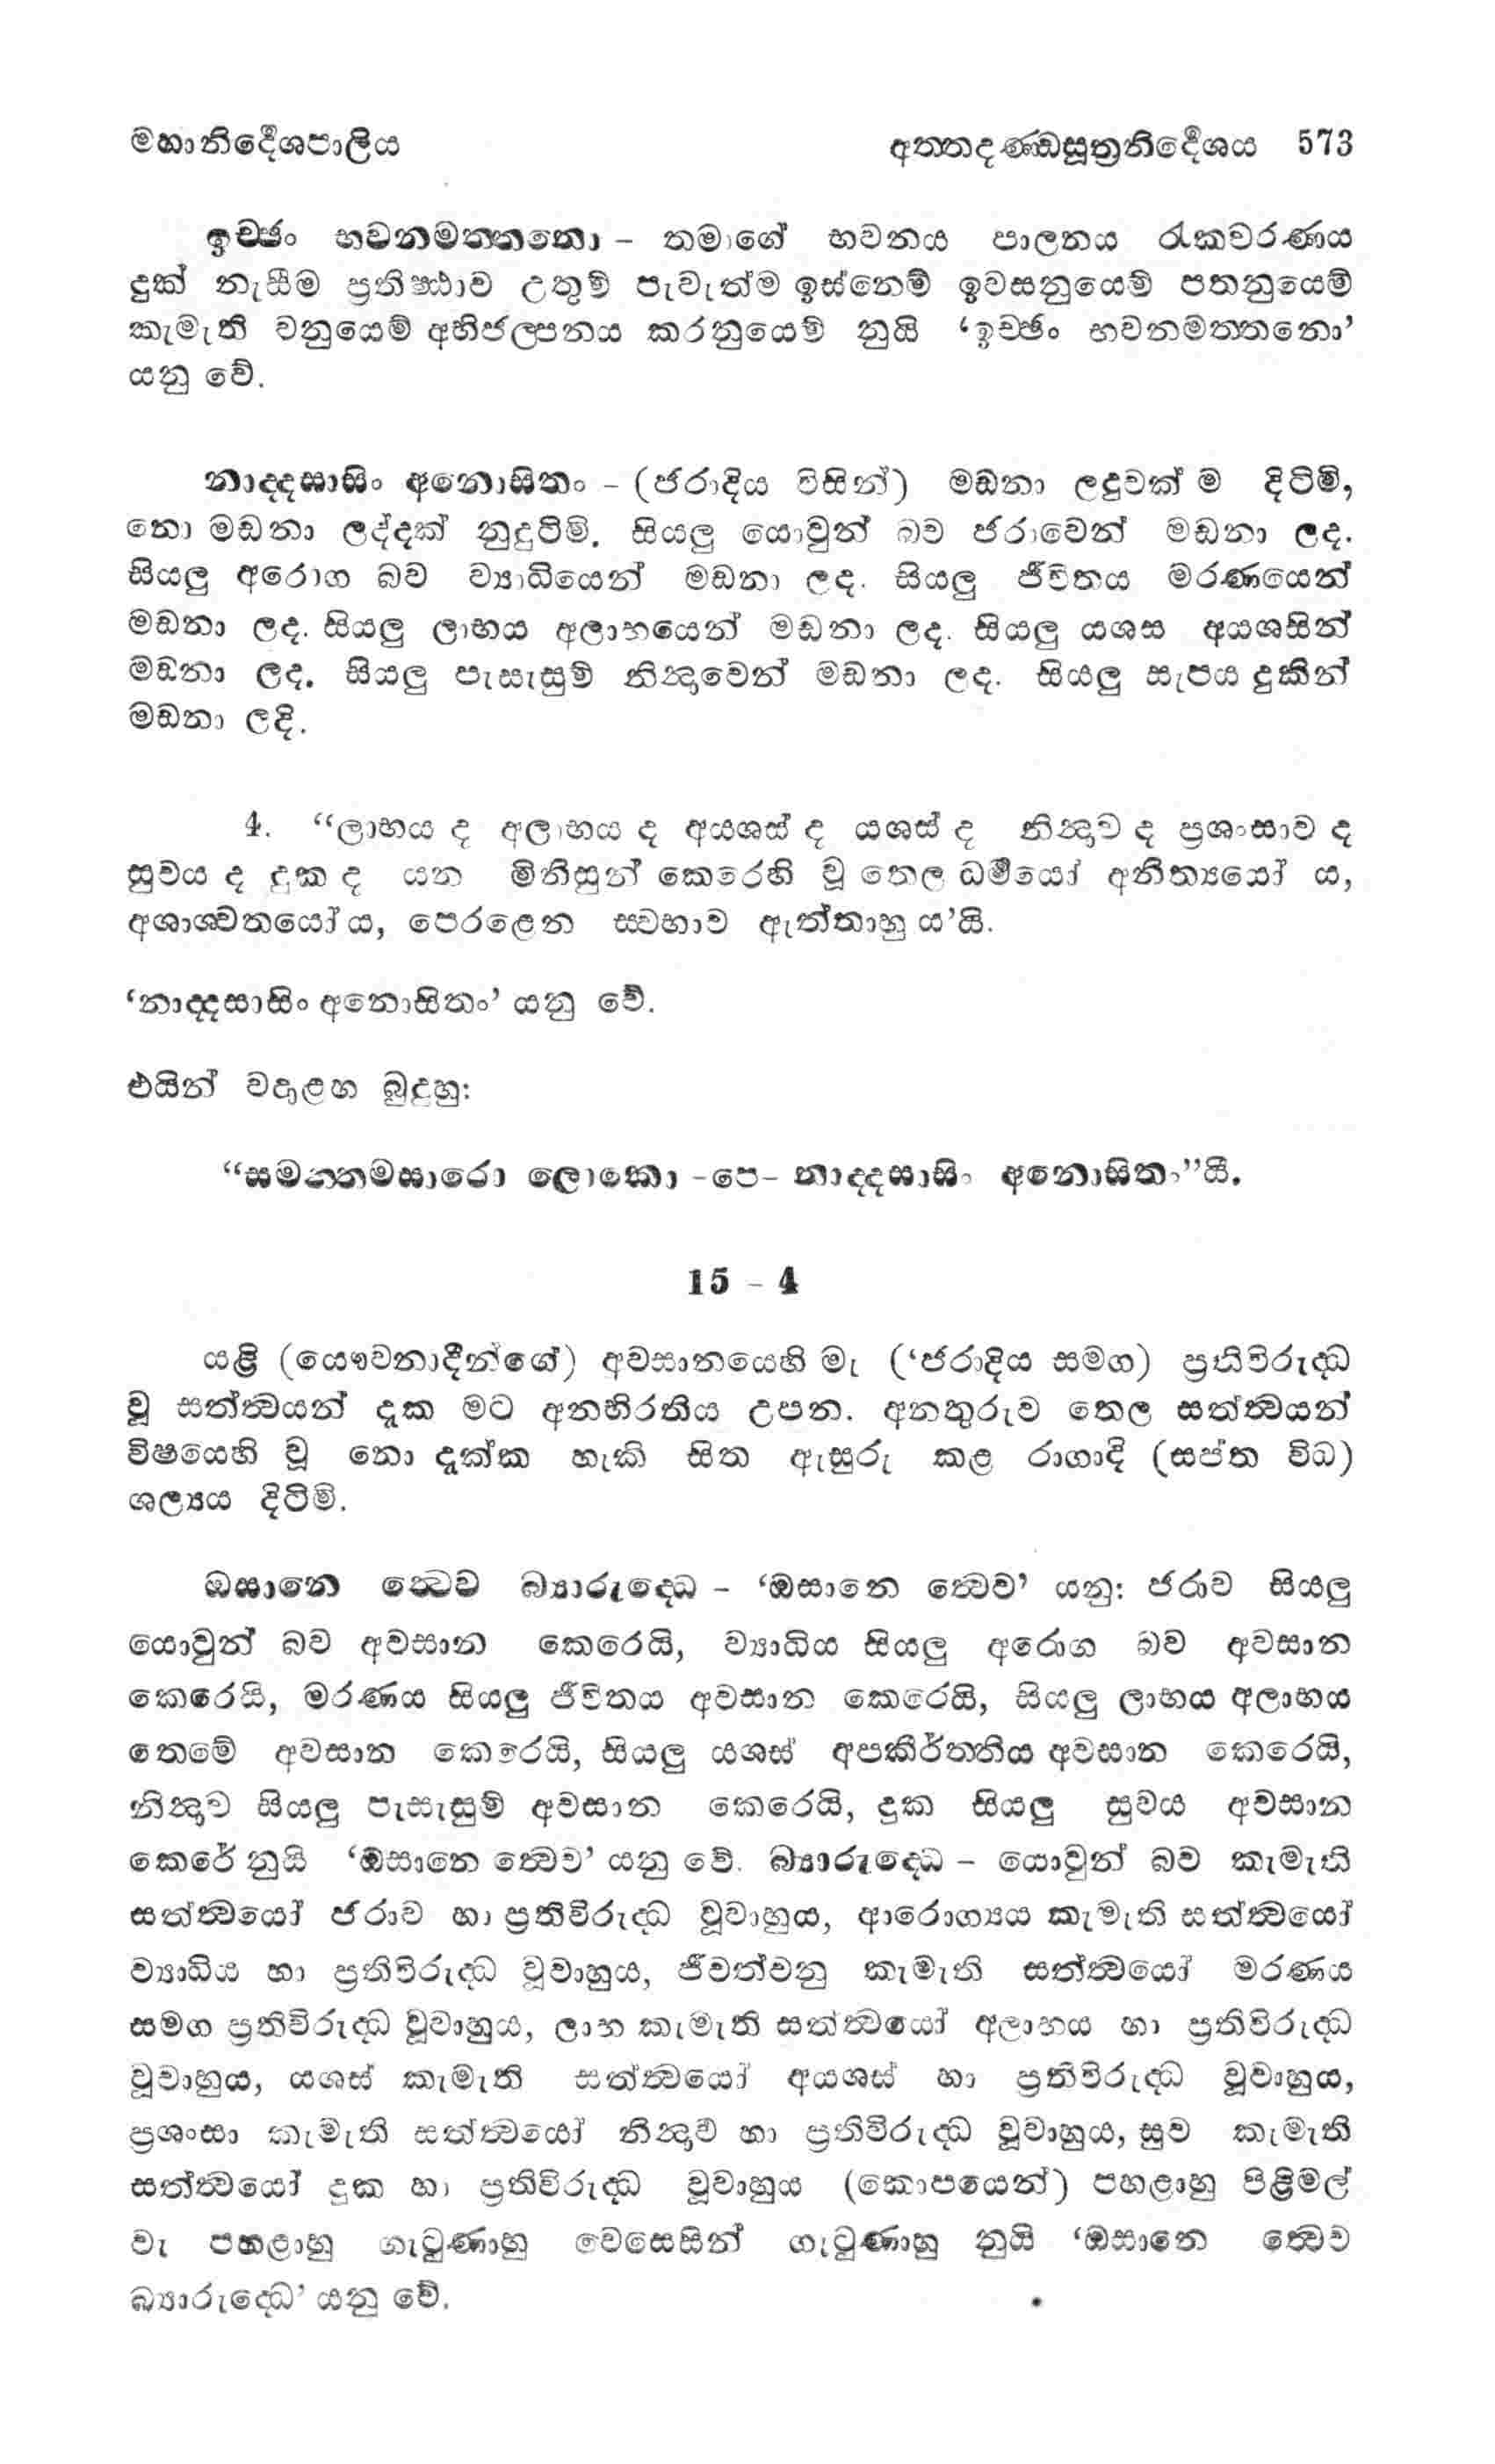 මහානිර්‍දේශපාලිය අත්තදණ්ඩසූත්‍රනිර්‍දේශය 573
ඉච්ඡං භවනමත්තනො – තමාගේ භවනය පාලනය රැකවරණය
දුක් නැසීම ප්‍රතිෂ්ඨාව උතුම් පැවැත්ම ඉස්නෙම් ඉවසනුයෙම් පතනුයෙම්
කැමැති වනුයෙම් අභිජල්පනය කරනුයෙම් නුයි ‘ඉච්ඡං භවනමත්තනො’
යනු වේ.
නාද්දසාසිං අනොසිතං – (ජරාදිය විසින්) මඩනා ලදුවක් ම දිටිමි,
නො මඩනා ලද්දක් නුදුටිමි. සියලු යොවුන් බව ජරාවෙන් මඩනා ලද.
සියලු අරොග බව ව්‍යාධියෙන් මඩනා ලද. සියලු ජීවිතය මරණයෙන්
මඩනා ලද. සියලු ලාභය අලාභයෙන් මඩනා ලද. සියලු යශස අයශසින්
මඩනා ලද. සියලු පැසැසුම් නින්‍දාවෙන් මඩනා ලද. සියලු සැපය දුකින්
මඩනා ලදි.
4. “ලාභය ද අලාභය ද අයශස් ද යශස් ද නින්‍දාව ද ප්‍රශංසාව ද
සුවය ද දුක ද යන මිනිසුන් කෙරෙහි වූ තෙල ධර්‍මයෝ අනිත්‍යයෝ ය,
අශාශ්වතයෝ ය, පෙරළෙන ස්වභාව ඇත්තාහු ය’යි.
‘නාද්දසාසිං අනොසිතං’ යනු වේ.
එයින් වදාළහ බුදුහු:
“සමන්තමසාරො ලොකො -පෙ- නාද්දසාසිං අනොසිතං”යී.
15 – 4
යළි (යෞවනාදීන්ගේ) අවසානයෙහි මැ (‘ජරාදිය සමග) ප්‍රතිවිරුද්ධ
වූ සත්ත්වයන් දැක මට අනභිරතිය උපන. අනතුරුව තෙල සත්ත්වයන්
විෂයෙහි වූ නො දැක්ක හැකි සිත ඇසුරු කළ රාගාදි (සප්ත විධ)
ශල්‍යය දිටිමි.
ඔසානෙ ත්වෙව බ්‍යාරුද්ධෙ – ‘ඔසානෙ ත්වෙව’ යනු: ජරාව සියලු
යොවුන් බව අවසාන කෙරෙයි, ව්‍යාධිය සියලු අරොග බව අවසාන
කෙරෙයි, මරණය සියලු ජීවිතය අවසාන කෙරෙයි, සියලු ලාභය අලාභය
තෙමේ අවසාන කෙරෙයි, සියලු යශස් අපකීර්තතිය අවසාන කෙරෙයි,
නින්‍දාව සියලු පැසැසුම් අවසාන කෙරෙයි, දුක සියලු සුවය අවසාන
කෙරේ නුයි ‘ඔසානෙ ත්වෙව’ යනු වේ. බ්‍යාරුද්ධෙ – යොවුන් බව කැමැති
සත්ත්වයෝ ජරාව හා ප්‍රතිවිරුද්ධ වූවාහුය, ආරොග්‍යය කැමැති සත්ත්වයෝ
ව්‍යාධිය හා ප්‍රතිවිරුද්ධ වූවාහුය, ජීවත්වනු කැමැති සත්ත්වයෝ මරණය
සමග ප්‍රතිවිරුද්ධ වූවාහුය, ලාභ කැමැති සත්ත්වයෝ අලාභය හා ප්‍රතිවිරුද්ධ
වූවාහුය, යශස් කැමැති සත්ත්වයෝ අයශස් හා ප්‍රතිවිරුද්ධ වූවාහුය,
ප්‍රශංසා කැමැති සත්ත්වයෝ නින්‍දාව හා ප්‍රතිවිරුද්ධ වූවාහුය, සුව කැමැති
සත්ත්වයෝ දුක හා ප්‍රතිවිරුද්ධ වූවාහුය (කොපයෙන්) පහළාහු පිළිමල්
වැ පහළාහු ගැටුණාහු වෙසෙසින් ගැටුණාහු නුයි ‘ඔසානෙ ත්වෙව
බ්‍යාරුද්ධෙ’ යනු වේ.